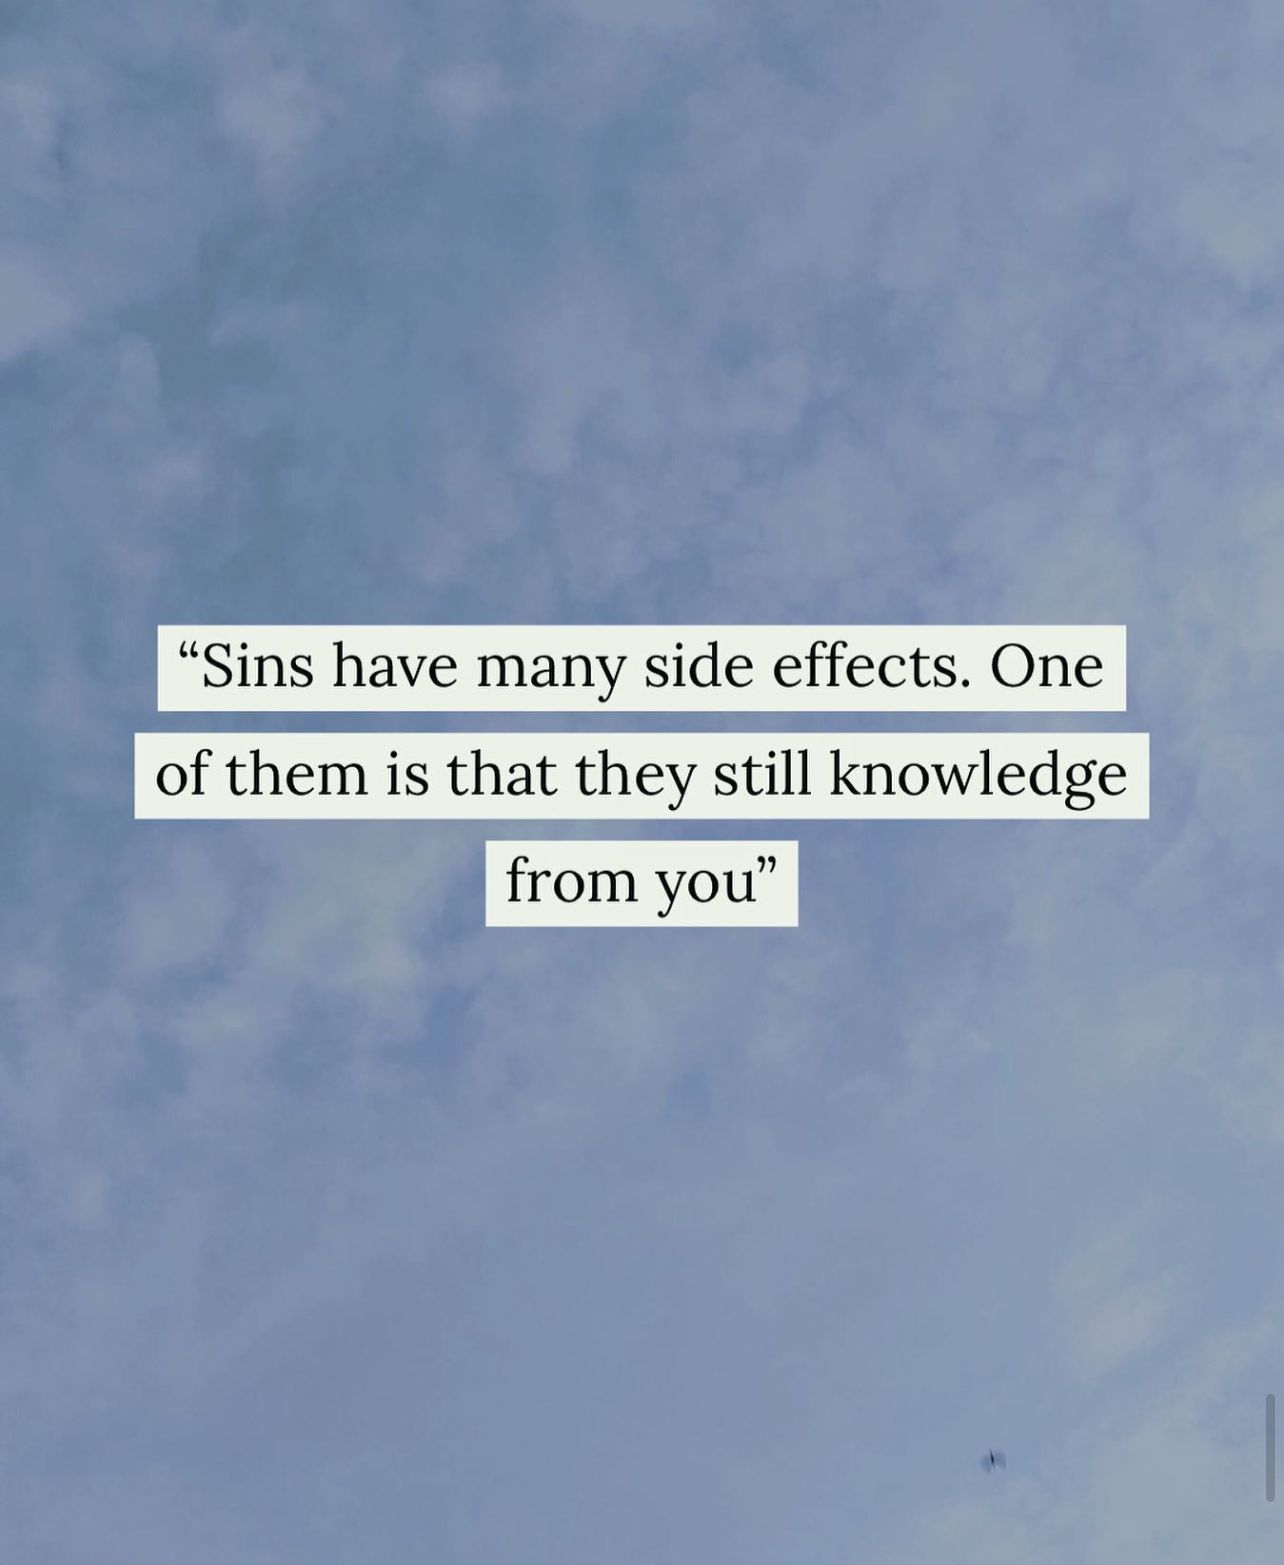 “Sins have many side effects. One
of them is that they still knowledge
from you”